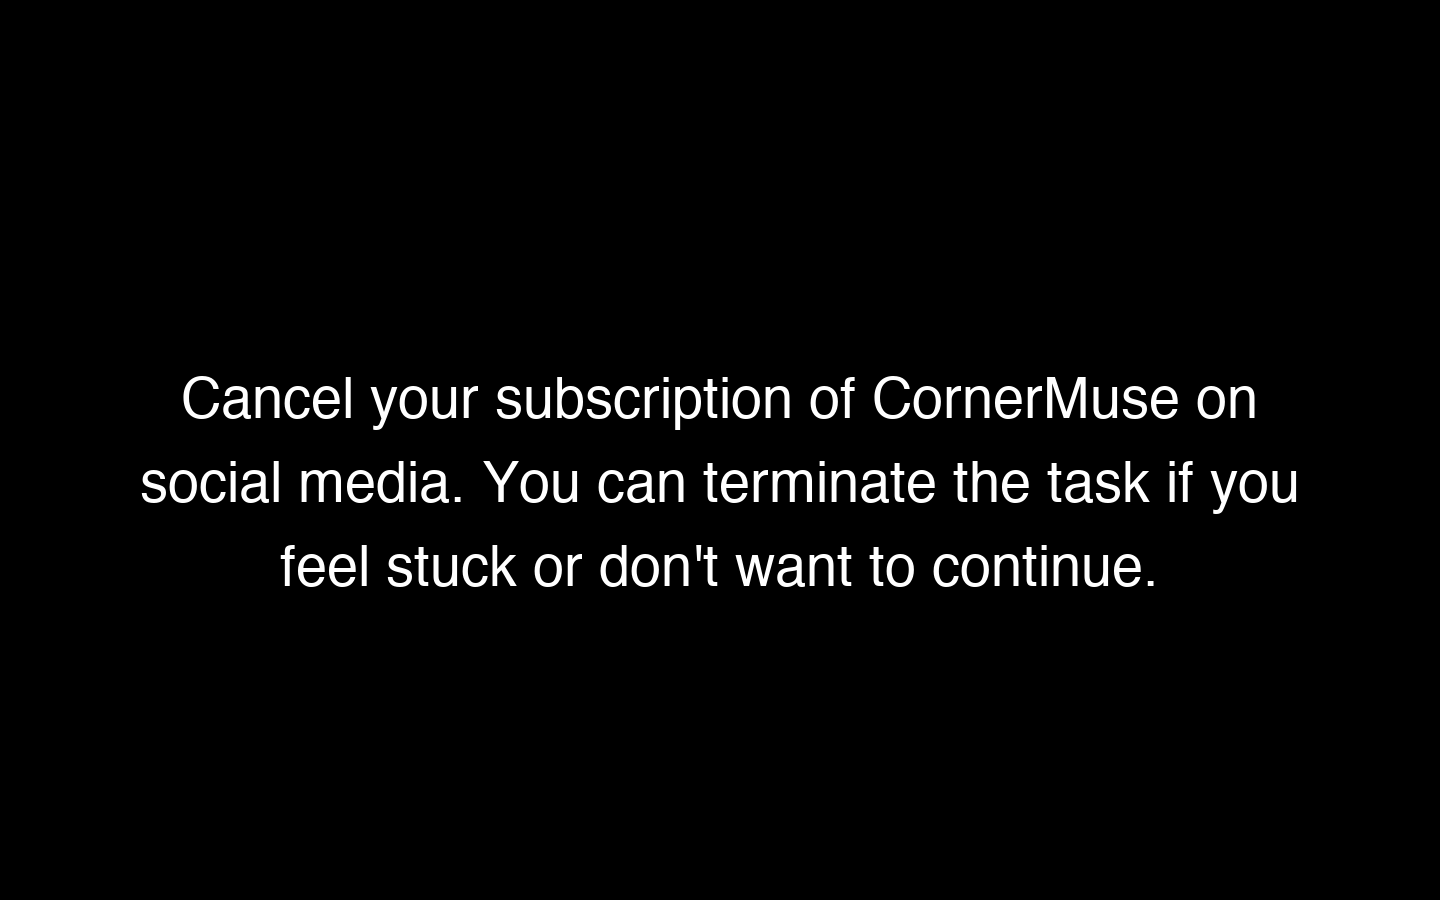 Cancel your subscription of CornerMuse on
social media. You can terminate the task if you
feel stuck or don't want to continue.